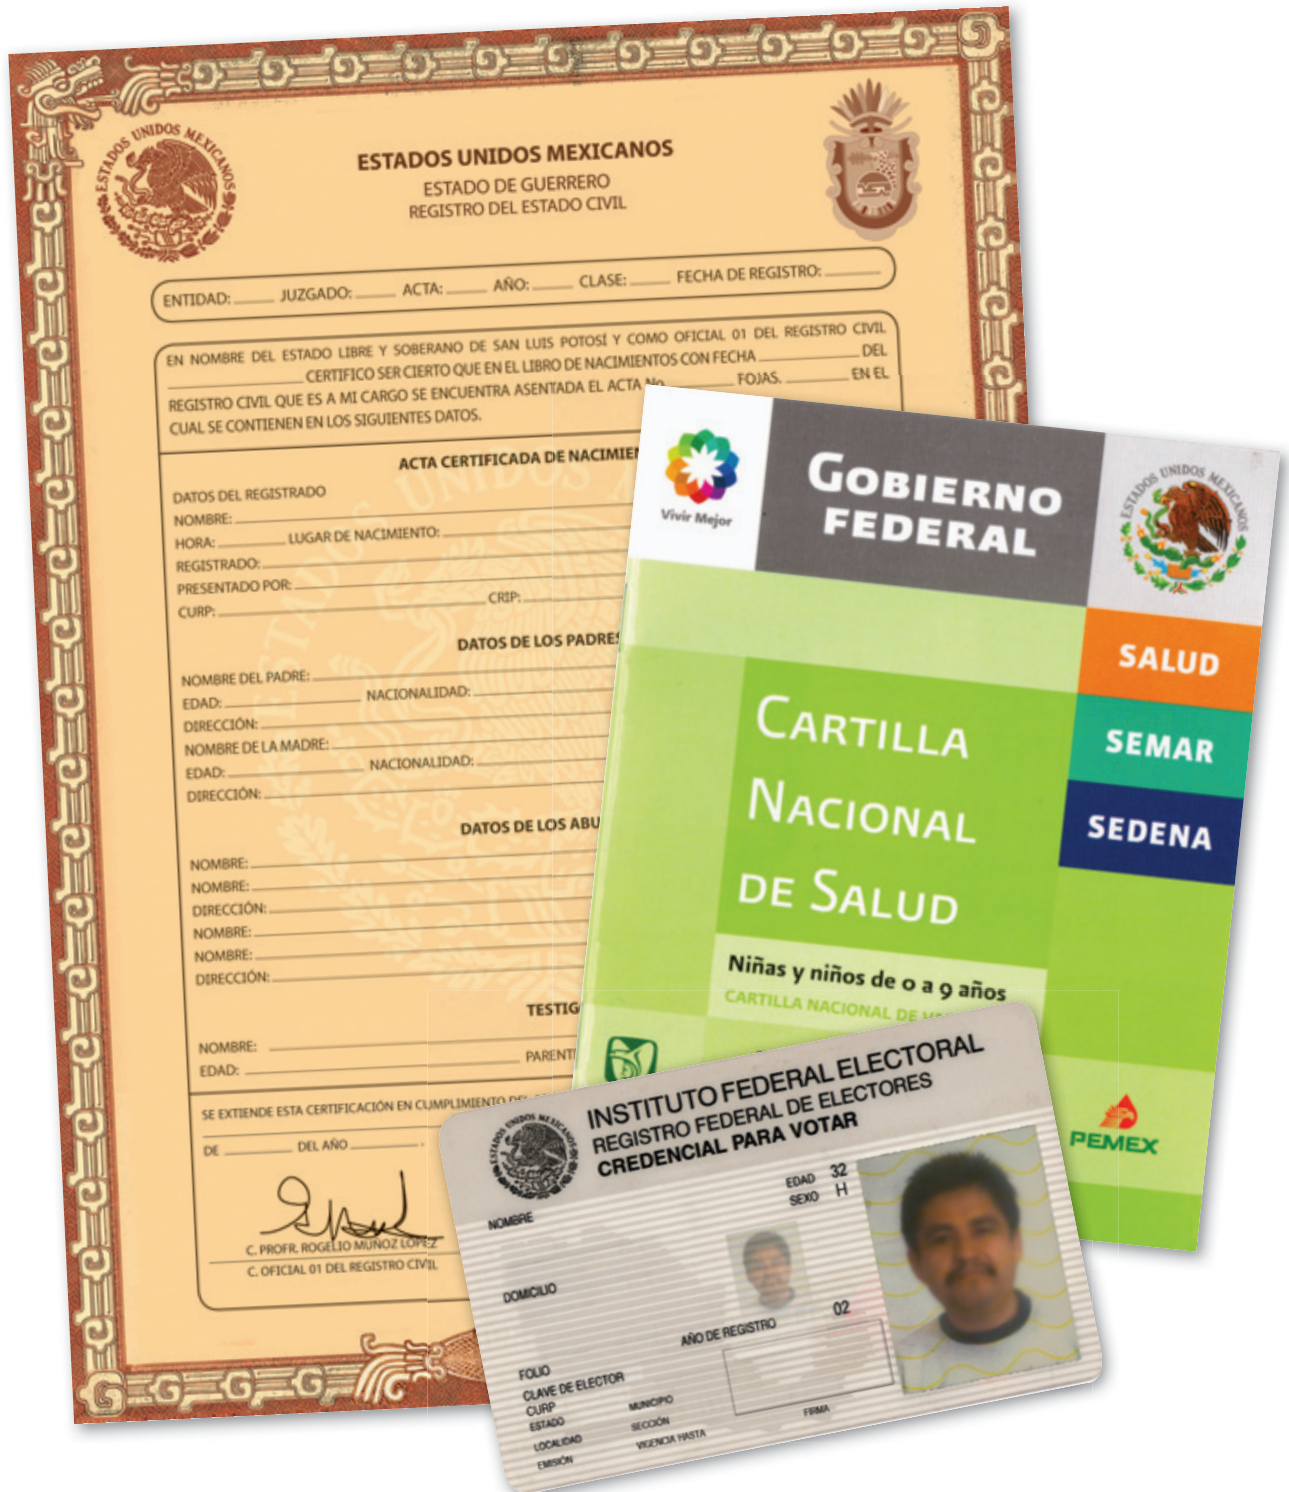 ESTADOS UNIDOS MEXICANOS
ESTADOS UNIDOS MEXICANOS
ESTADO DE GUERRERO
REGISTRO DEL ESTADO CIVIL
ENTIDAD: JUZGADO: ACTA: AÑO: CLASE: FECHA DE REGISTRO:
EN NOMBRE DEL ESTADO LIBRE Y SOBERANO DE SAN LUIS POTOSÍ Y COMO OFICIAL 01 DEL REGISTRO CIVIL
CERTIFICO SER CIERTO QUE EN EL LIBRO DE NACIMIENTOS CON FECHA DEL
REGISTRO CIVIL QUE ES A MI CARGO SE ENCUENTRA ASENTADA EL ACTA No. FOJAS. EN EL
CUAL SE CONTIENEN EN LOS SIGUIENTES DATOS.
ACTA CERTIFICADA DE NACIMIEN
DATOS DEL REGISTRADO
NOMBRE:
HORA: LUGAR DE NACIMIENTO:
REGISTRADO:
PRESENTADO POR:
CURP: CRIP:
DATOS DE LOS PADRES
NOMBRE DEL PADRE:
EDAD: NACIONALIDAD:
DIRECCIÓN:
NOMBRE DE LA MADRE:
EDAD: NACIONALIDAD:
DIRECCIÓN:
DATOS DE LOS ABU
NOMBRE:
NOMBRE:
DIRECCIÓN:
NOMBRE:
NOMBRE:
DIRECCIÓN:
TESTIG
NOMBRE:
EDAD: PARENTE
SE EXTIENDE ESTA CERTIFICACIÓN EN CUMPLIMIENTO DEL
DE DEL AÑO
C. PROFR. ROGELIO MUÑOZ LOPEZ
C. OFICIAL 01 DEL REGISTRO CIVIL
Vivir Mejor
GOBIERNO
FEDERAL
ESTADOS UNIDOS MEXICANOS
SALUD
SEMAR
SEDENA
CARTILLA
NACIONAL
DE SALUD
Niñas y niños de 0 a 9 años
CARTILLA NACIONAL DE
PEMEX
ESTADOS UNIDOS MEXICANOS
INSTITUTO FEDERAL ELECTORAL
REGISTRO FEDERAL DE ELECTORES
CREDENCIAL PARA VOTAR
NOMBRE
EDAD 32
SEXO H
DOMICILIO
AÑO DE REGISTRO 02
FOLIO
CLAVE DE ELECTOR
CURP
ESTADO MUNICIPIO
LOCALIDAD SECCIÓN
EMISIÓN VIGENCIA HASTA
FIRMA